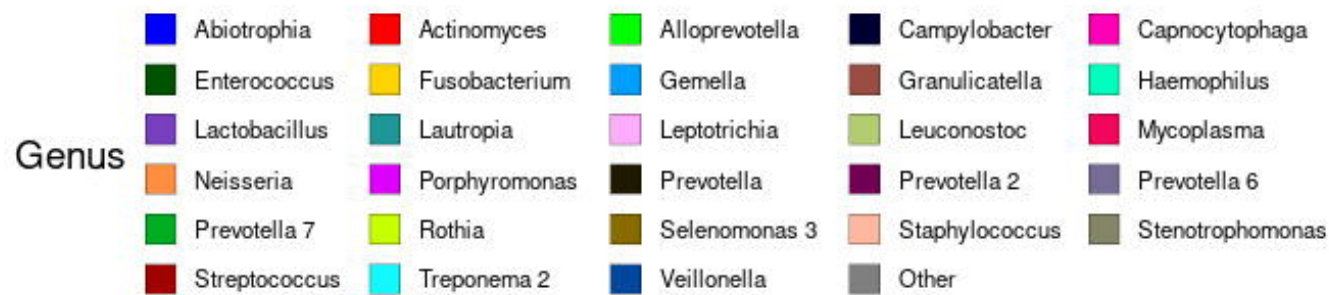 Abiotrophia Actinomyces Alloprevotella Campylobacter Capnocytophaga
Enterococcus Fusobacterium Gemella Granulicatella Haemophilus
Lactobacillus Lautropia Leptotrichia Leuconostoc Mycoplasma
Genus
Neisseria Porphyromonas Prevotella Prevotella 2 Prevotella 6
Prevotella 7 Rothia Selenomonas 3 Staphylococcus Stenotrophomonas
Streptococcus Treponema 2 Veillonella Other